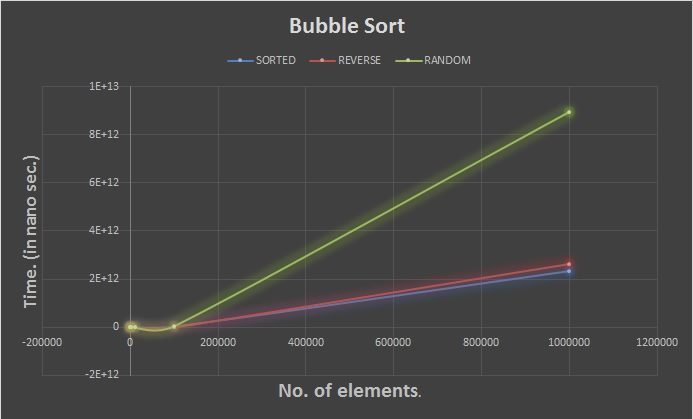 Bubble Sort
SORTED REVERSE RANDOM
1E+13
8E+12
6E+12
4E+12
2E+12
0
-2E+12
Time. (in nano sec.)
-200000 0 200000 400000 600000 800000 1000000 1200000
No. of elements.